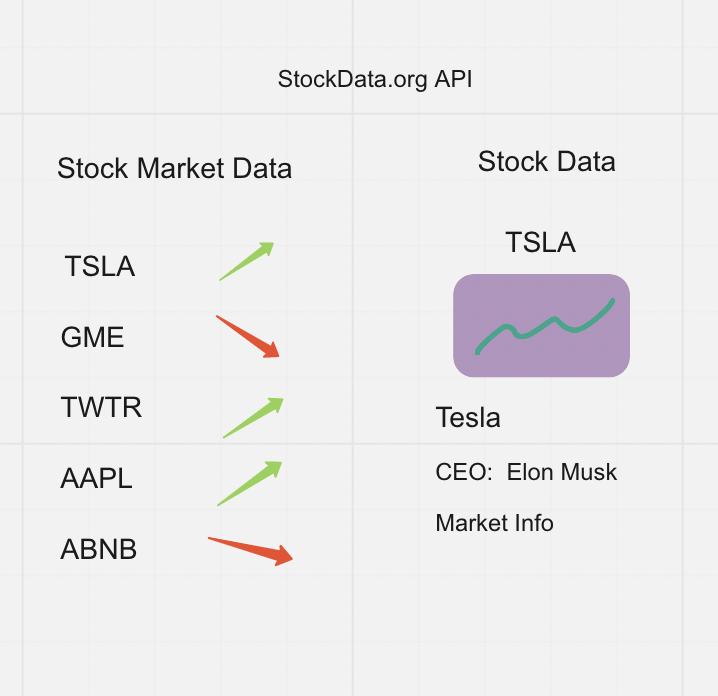 StockData.org API
Stock Market Data
TSLA
GME
TWTR
AAPL
ABNB
Stock Data
TSLA
Tesla
CEO:  Elon Musk
Market Info